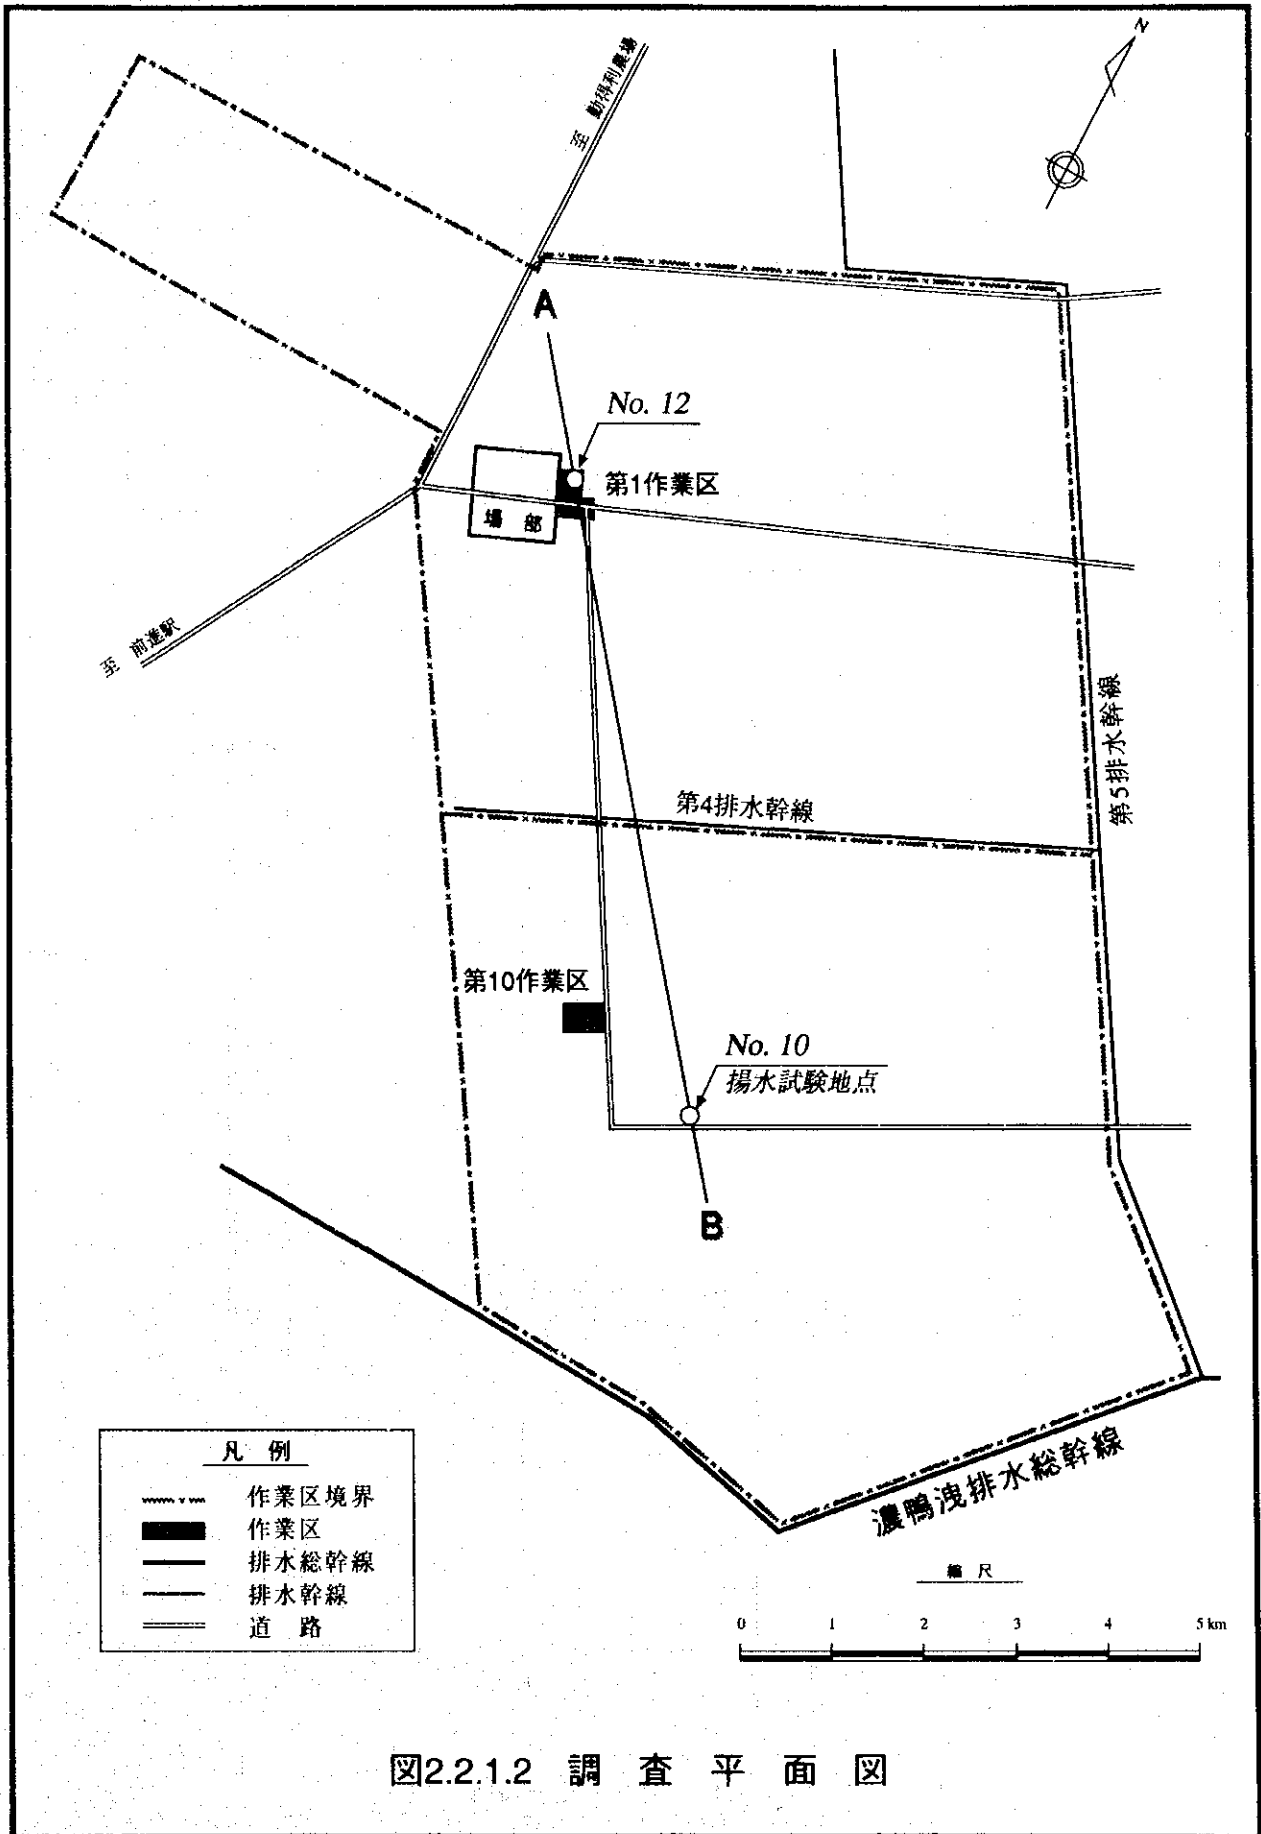 N
至 勤得利農場
A
No. 12
第1作業区
場 部
至 前進駅
第5排水幹線
第4排水幹線
第10作業区
No. 10
揚水試験地点
B
濃鴨洩排水総幹線
凡 例
作業区境界
作業区
排水総幹線
排水幹線
道 路
縮 尺
0 1 2 3 4 5 km
図2.2.1.2 調 査 平 面 図